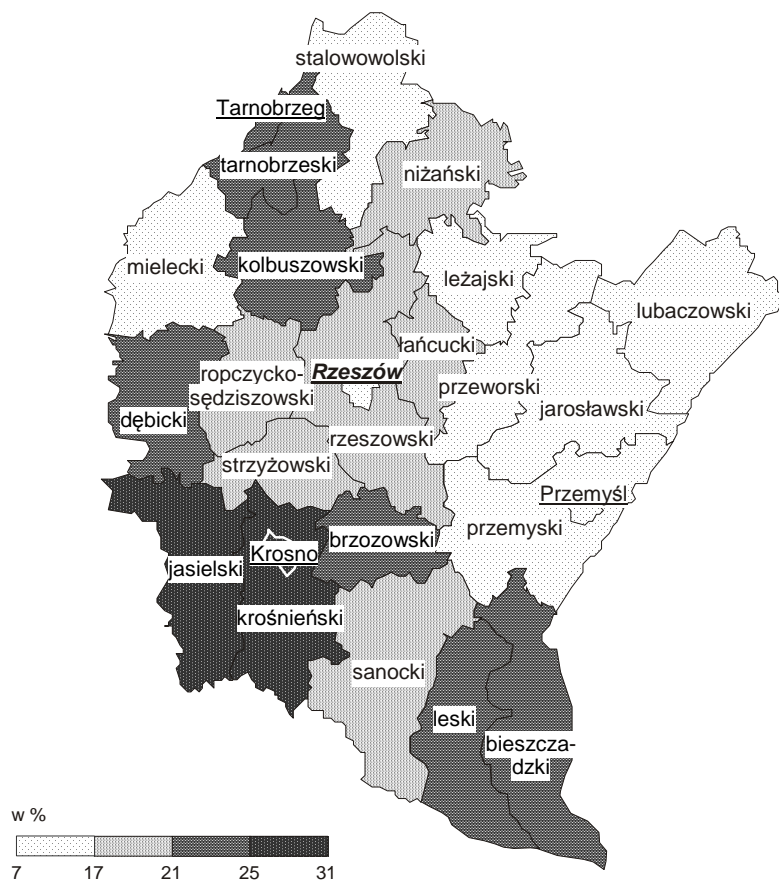 stalowowolski
Tarnobrzeg
tarnobrzeski
niżański
mielecki
kolbuszowski
leżajski
lubaczowski
łańcucki
ropczycko-
sędziszowski
Rzeszów
przeworski
jarosławski
dębicki
rzeszowski
strzyżowski
Przemyśl
przemyski
brzozowski
Krosno
jasielski
krośnieński
sanocki
leski
bieszcza-
dzki
w %
7 17 21 25 31